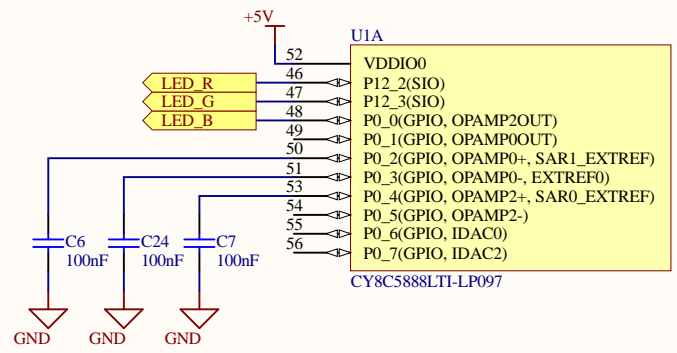 +5V
U1A
52 VDDIO0
LED_R 46 P12_2(SIO)
LED_G 47 P12_3(SIO)
LED_B 48 P0_0(GPIO, OPAMP2OUT)
49 P0_1(GPIO, OPAMP0OUT)
50 P0_2(GPIO, OPAMP0+, SAR1_EXTREF)
51 P0_3(GPIO, OPAMP0-, EXTREF0)
53 P0_4(GPIO, OPAMP2+, SAR0_EXTREF)
54 P0_5(GPIO, OPAMP2-)
55 P0_6(GPIO, IDAC0)
56 P0_7(GPIO, IDAC2)
C6 C24 C7
100nF 100nF 100nF
CY8C5888LTI-LP097
GND GND GND